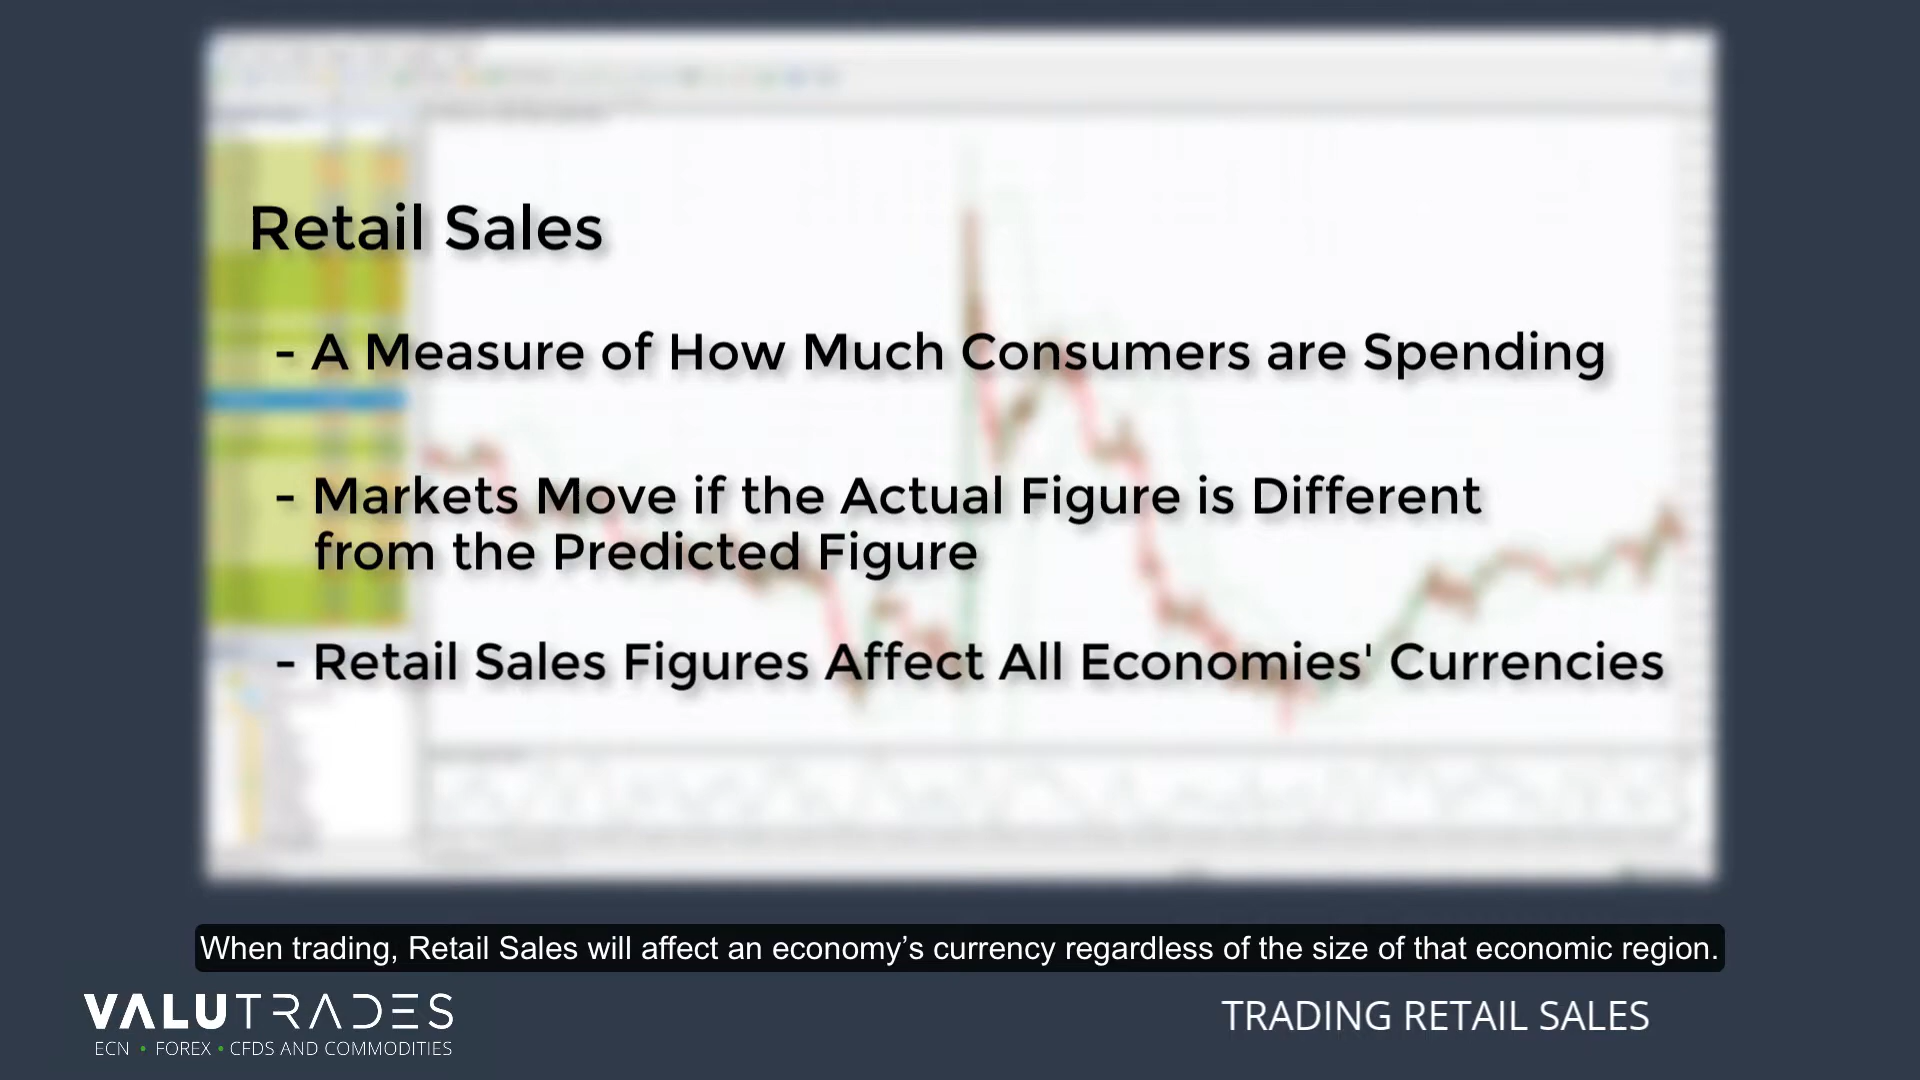 Retail Sales
- A Measure of How Much Consumers are Spending
- Markets Move if the Actual Figure is Different
from the Predicted Figure
- Retail Sales Figures Affect All Economies' Currencies
When trading, Retail Sales will affect an economy’s currency regardless of the size of that economic region.
VALUTRADES
ECN • FOREX • CFDS AND COMMODITIES
TRADING RETAIL SALES